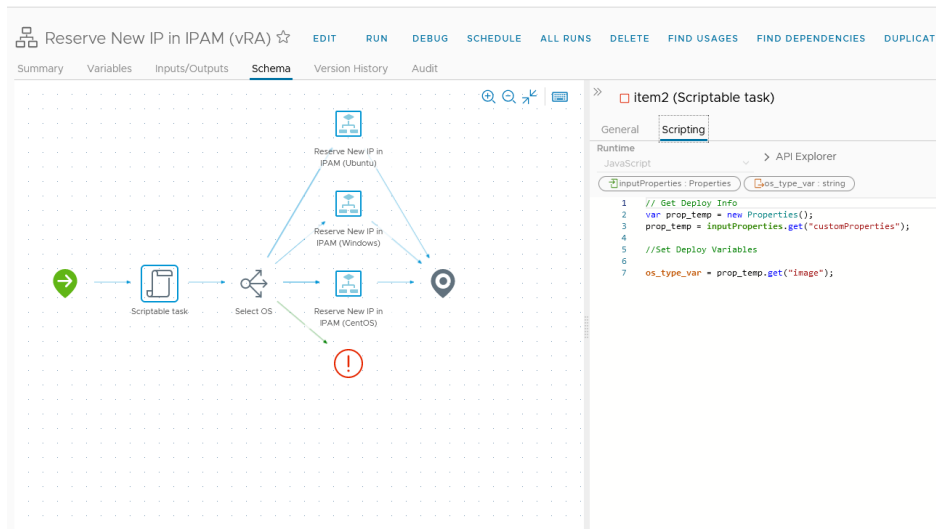 Reserve New IP in IPAM (vRA)
EDIT RUN DEBUG SCHEDULE ALL RUNS DELETE FIND USAGES FIND DEPENDENCIES DUPLICAT
Summary Variables Inputs/Outputs Schema Version History Audit
Reserve New IP in
IPAM (Ubuntu)
Reserve New IP in
IPAM (Windows)
Scriptable task
Select OS
Reserve New IP in
IPAM (CentOS)
item2 (Scriptable task)
General Scripting
Runtime
JavaScript
API Explorer
inputProperties : Properties
os_type_var : string
1 // Get Deploy Info
2 var prop_temp = new Properties();
3 prop_temp = inputProperties.get("customProperties");
4
5 //Set Deploy Variables
6
7 os_type_var = prop_temp.get("image");